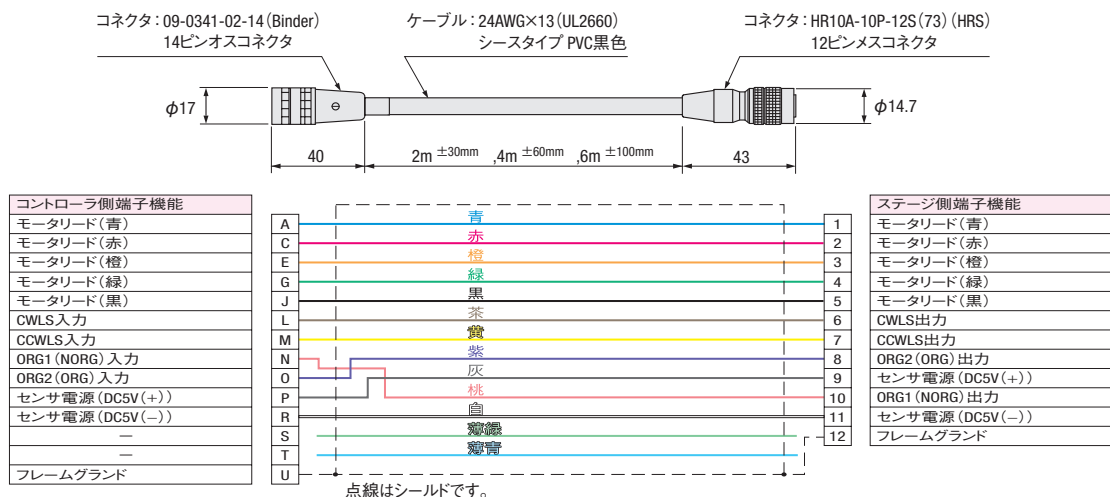 コネクタ：09-0341-02-14（Binder）
14ピンオスコネクタ
ケーブル：24AWG×13（UL2660）
シースタイプ PVC黒色
コネクタ：HR10A-10P-12S（73）（HRS）
12ピンメスコネクタ
φ17
φ14.7
40
2m ±30mm ,4m ±60mm ,6m ±100mm
43
コントローラ側端子機能
モータリード（青）
モータリード（赤）
モータリード（橙）
モータリード（緑）
モータリード（黒）
CWLS入力
CCWLS入力
ORG1（NORG）入力
ORG2（ORG）入力
センサ電源（DC5V（+））
センサ電源（DC5V（−））
―
―
フレームグランド
A
C
E
G
J
L
M
N
O
P
R
S
T
U
青
赤
橙
緑
黒
茶
黄
紫
灰
桃
白
薄緑
薄青
1
2
3
4
5
6
7
8
9
10
11
12
ステージ側端子機能
モータリード（青）
モータリード（赤）
モータリード（橙）
モータリード（緑）
モータリード（黒）
CWLS出力
CCWLS出力
ORG2（ORG）出力
センサ電源（DC5V（+））
ORG1（NORG）出力
センサ電源（DC5V（−））
フレームグランド
点線はシールドです。